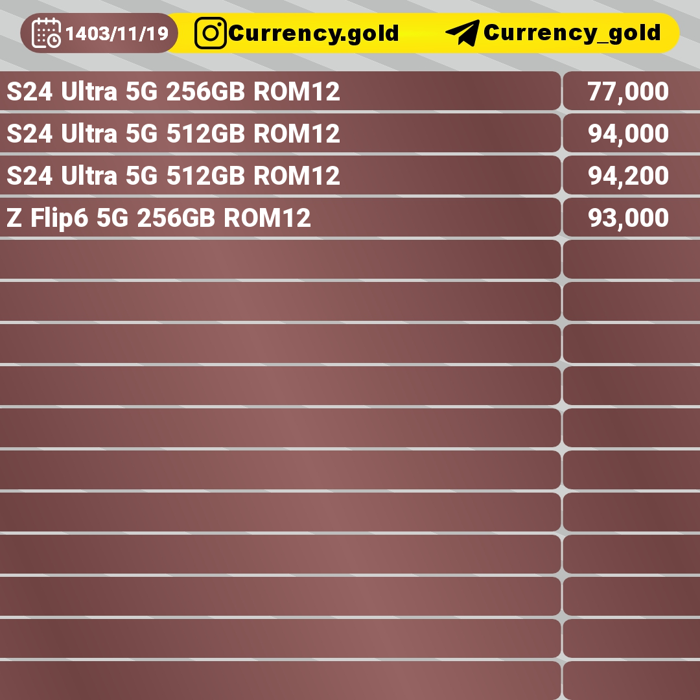 1403/11/19 Currency.gold Currency_gold
S24 Ultra 5G 256GB ROM12 77,000
S24 Ultra 5G 512GB ROM12 94,000
S24 Ultra 5G 512GB ROM12 94,200
Z Flip6 5G 256GB ROM12 93,000